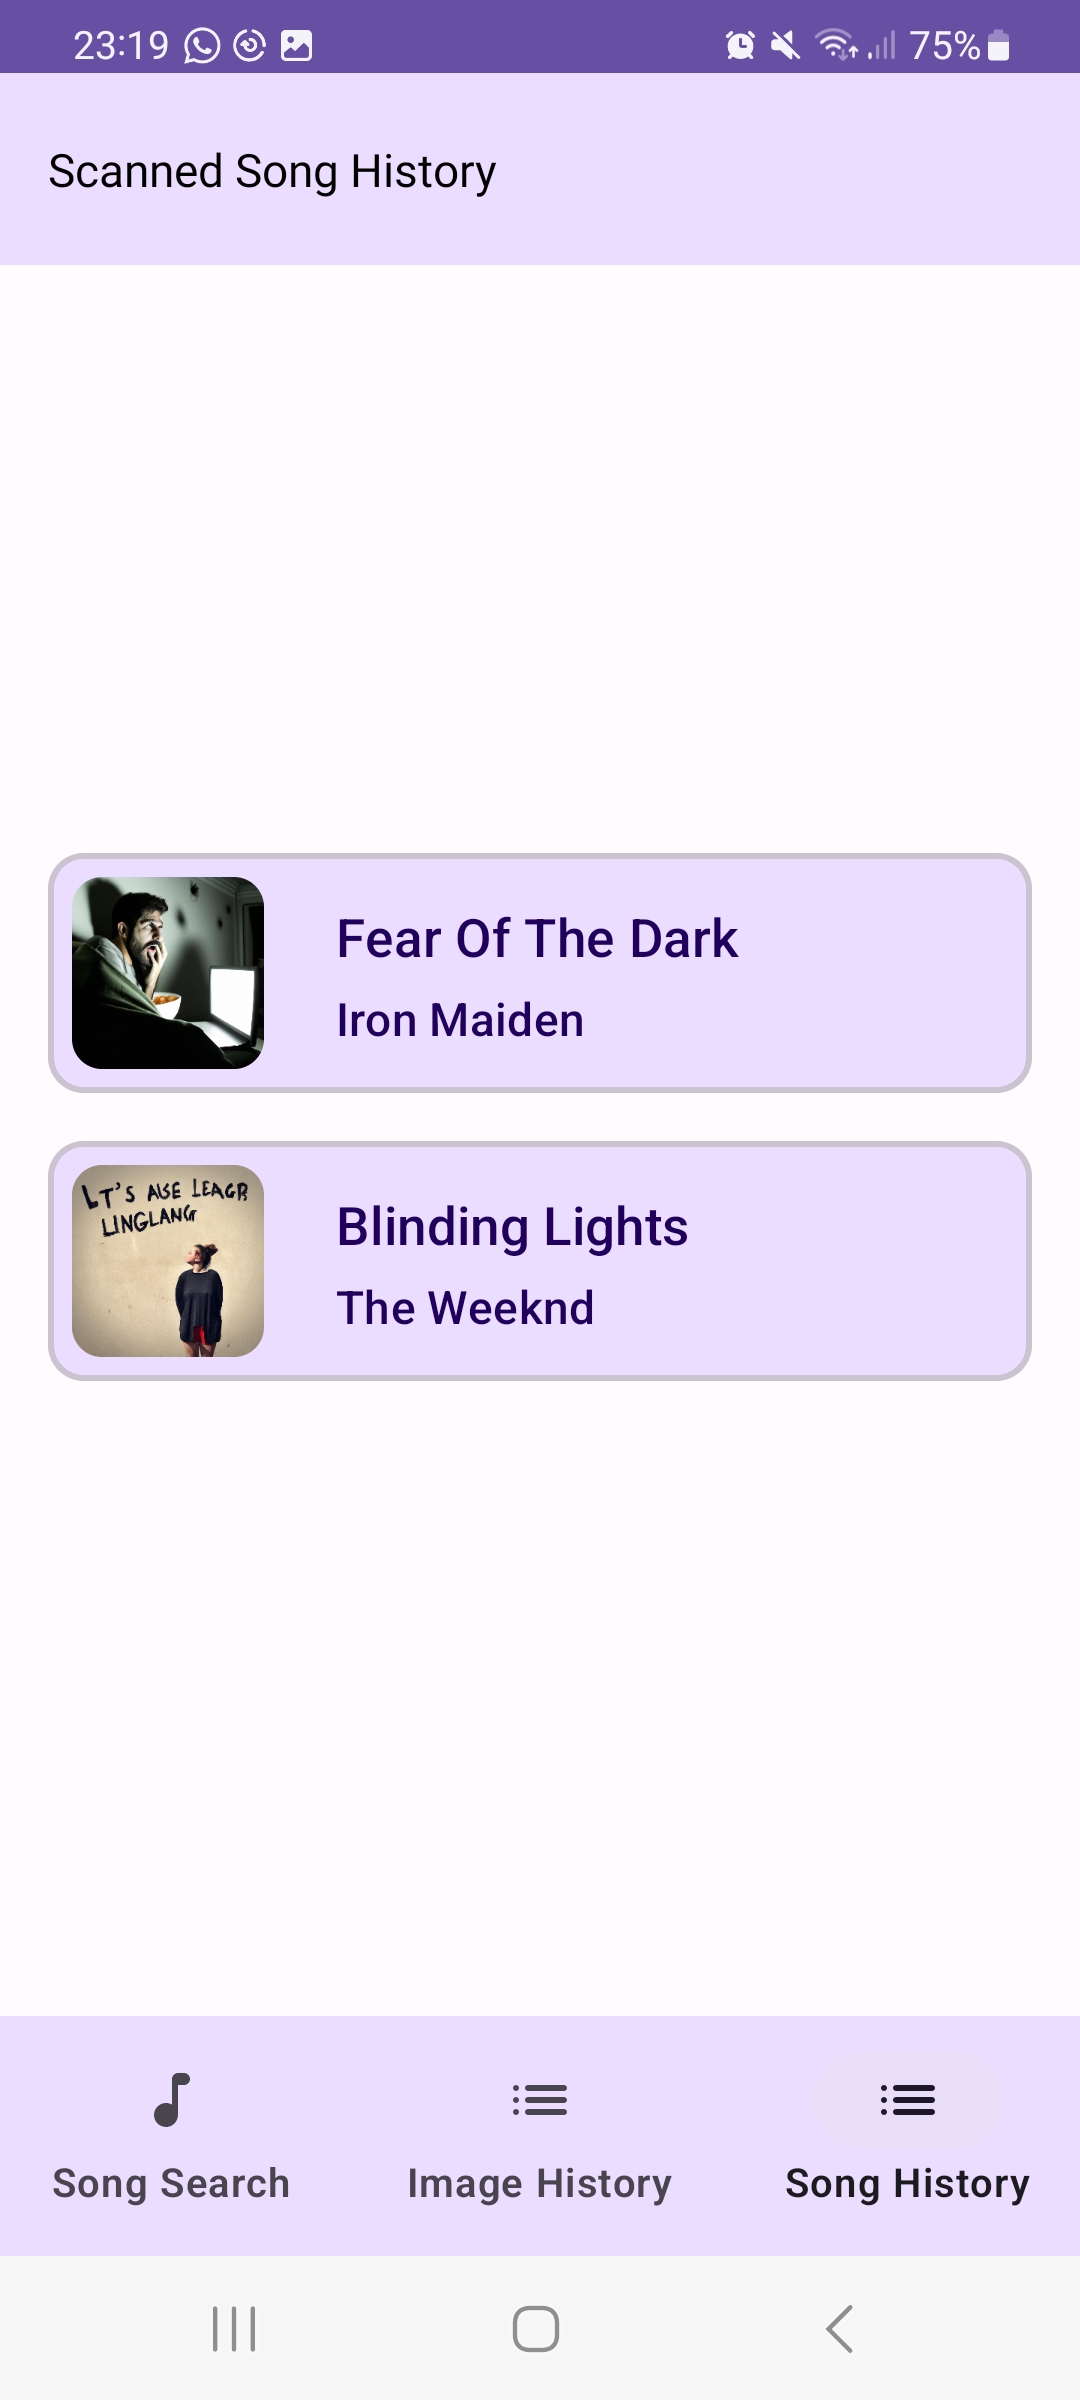 23:19
75%
Scanned Song History
Fear Of The Dark
Iron Maiden
LT'S AISE LEAGR
LINGLANG
Blinding Lights
The Weeknd
Song Search
Image History
Song History